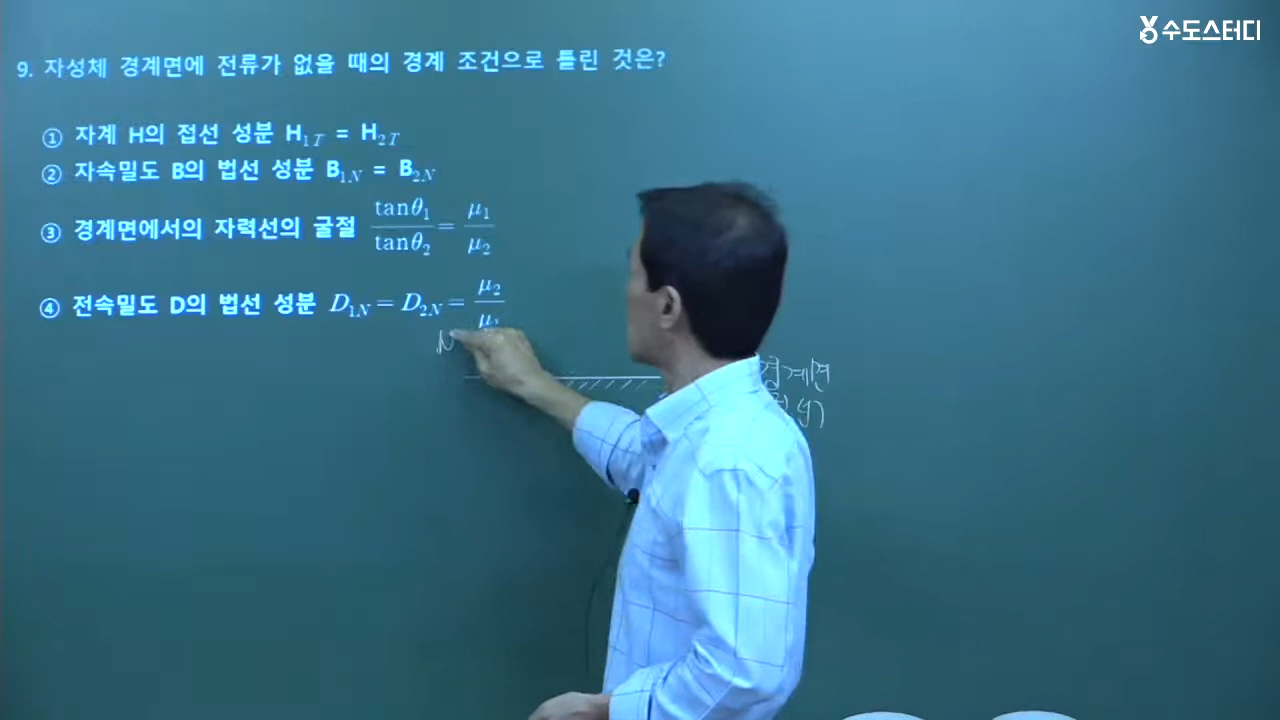 수도스터디
9. 자성체 경계면에 전류가 없을 때의 경계 조건으로 틀린 것은?
① 자계 H의 접선 성분 H₁T = H₂T
② 자속밀도 B의 법선 성분 B₁N = B₂N
③ 경계면에서의 자력선의 굴절 tanθ₁/tanθ₂ = μ₁/μ₂
④ 전속밀도 D의 법선 성분 D₁N = D₂N = μ₂/μ₁
N
경계면